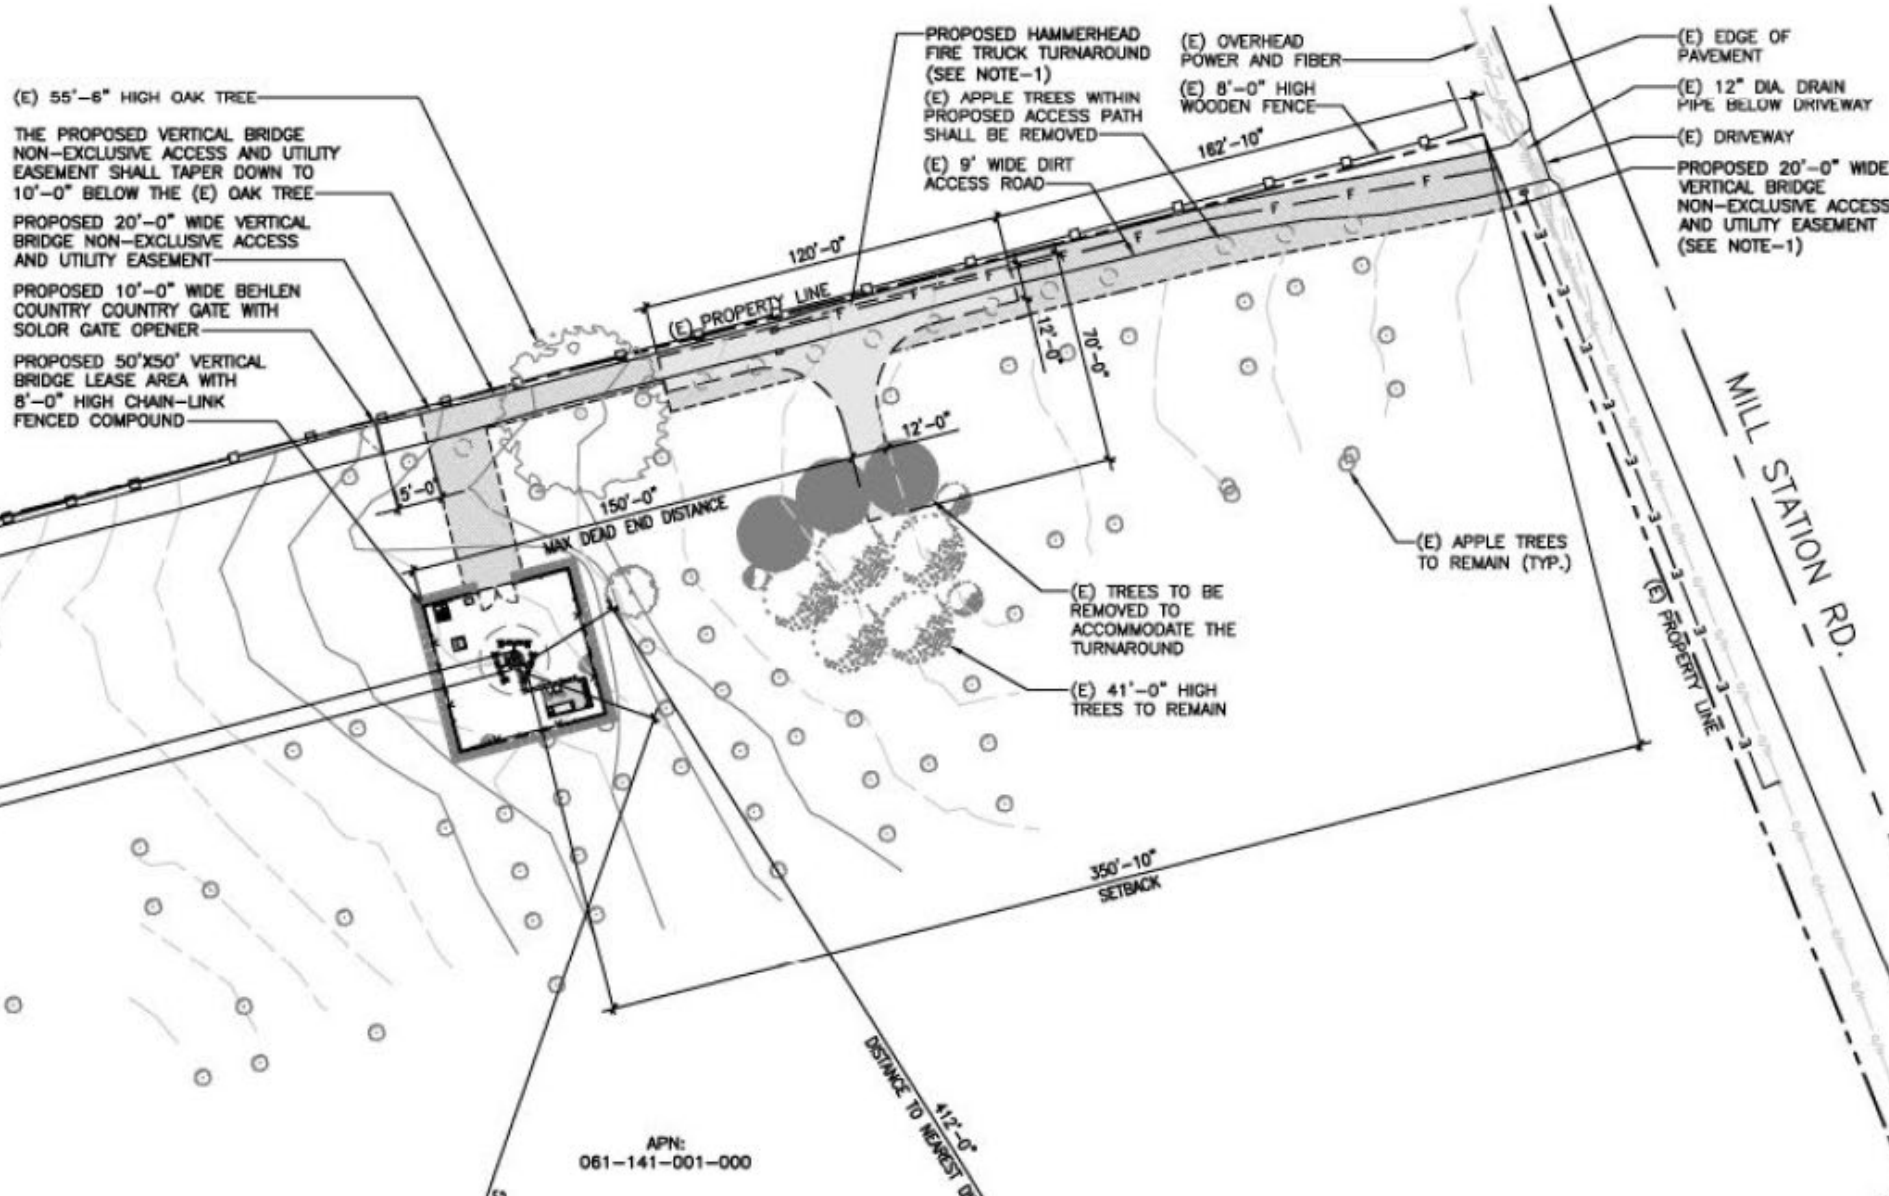 (E) 55'-6" HIGH OAK TREE
THE PROPOSED VERTICAL BRIDGE
NON-EXCLUSIVE ACCESS AND UTILITY
EASEMENT SHALL TAPER DOWN TO
10'-0" BELOW THE (E) OAK TREE
PROPOSED 20'-0" WIDE VERTICAL
BRIDGE NON-EXCLUSIVE ACCESS
AND UTILITY EASEMENT
PROPOSED 10'-0" WIDE BEHLEN
COUNTRY COUNTRY GATE WITH
SOLOR GATE OPENER
PROPOSED 50'X50' VERTICAL
BRIDGE LEASE AREA WITH
8'-0" HIGH CHAIN-LINK
FENCED COMPOUND
PROPOSED HAMMERHEAD
FIRE TRUCK TURNAROUND
(SEE NOTE-1)
(E) APPLE TREES WITHIN
PROPOSED ACCESS PATH
SHALL BE REMOVED
(E) 9' WIDE DIRT
ACCESS ROAD
(E) OVERHEAD
POWER AND FIBER
(E) 8'-0" HIGH
WOODEN FENCE
(E) EDGE OF
PAVEMENT
(E) 12" DIA. DRAIN
PIPE BELOW DRIVEWAY
(E) DRIVEWAY
PROPOSED 20'-0" WIDE
VERTICAL BRIDGE
NON-EXCLUSIVE ACCESS
AND UTILITY EASEMENT
(SEE NOTE-1)
162'-10"
120'-0"
(E) PROPERTY LINE
F F F F F F
12'-0"
70'-0"
12'-0"
5'-0"
150'-0"
MAX DEAD END DISTANCE
MILL STATION RD.
(E) APPLE TREES
TO REMAIN (TYP.)
(E) TREES TO BE
REMOVED TO
ACCOMMODATE THE
TURNAROUND
(E) 41'-0" HIGH
TREES TO REMAIN
(E) PROPERTY LINE
350'-10"
SETBACK
412'-0"
DISTANCE TO NEAREST
APN:
061-141-001-000